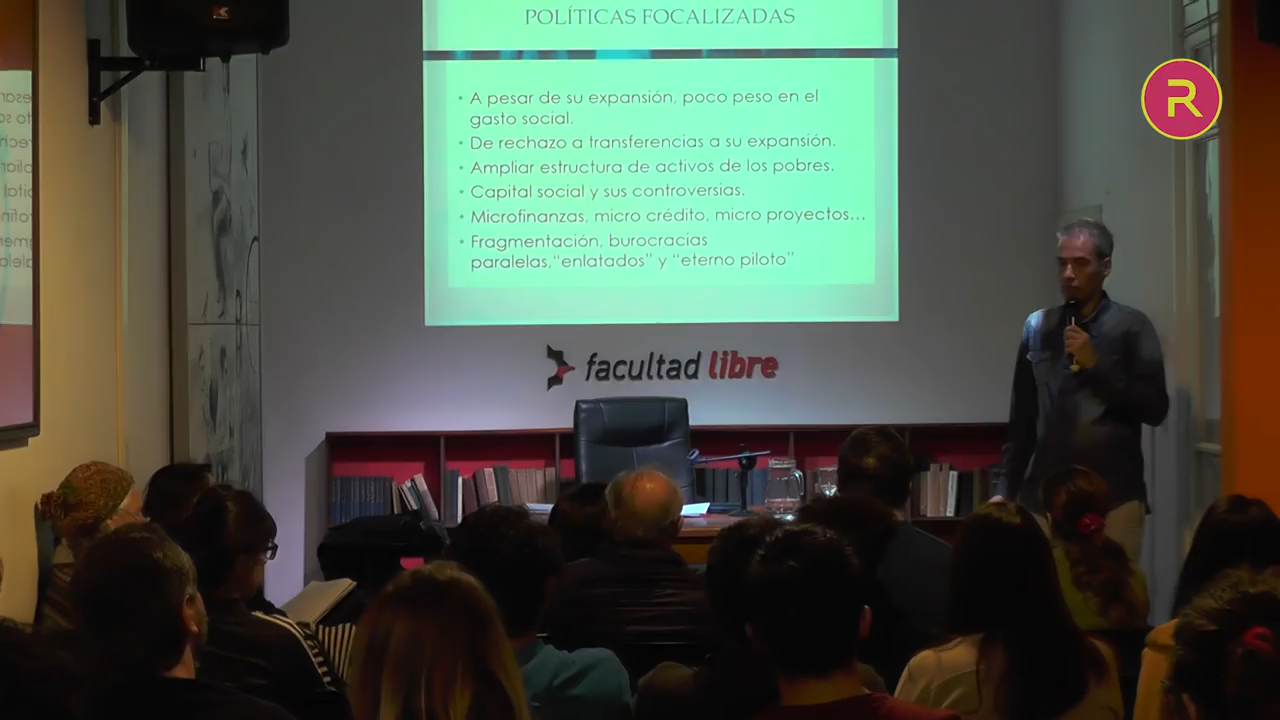 POLÍTICAS FOCALIZADAS
• A pesar de su expansión, poco peso en el
gasto social.
• De rechazo a transferencias a su expansión.
• Ampliar estructura de activos de los pobres.
• Capital social y sus controversias.
• Microfinanzas, micro crédito, micro proyectos…
• Fragmentación, burocracias
paralelas,“enlatados” y “eterno piloto”
facultad libre
R